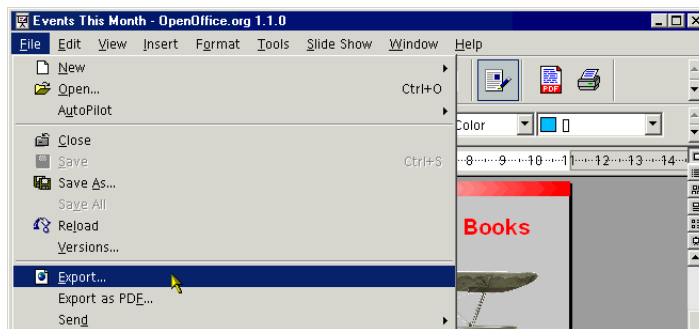 Events This Month - OpenOffice.org 1.1.0
File Edit View Insert Format Tools Slide Show Window Help
New
Open... Ctrl+O
AutoPilot
PDF
Color
Close
Save Ctrl+S
8 9 10 11 12 13 14
Save As...
Save All
Reload
Books
Versions...
Export...
Export as PDF...
Send